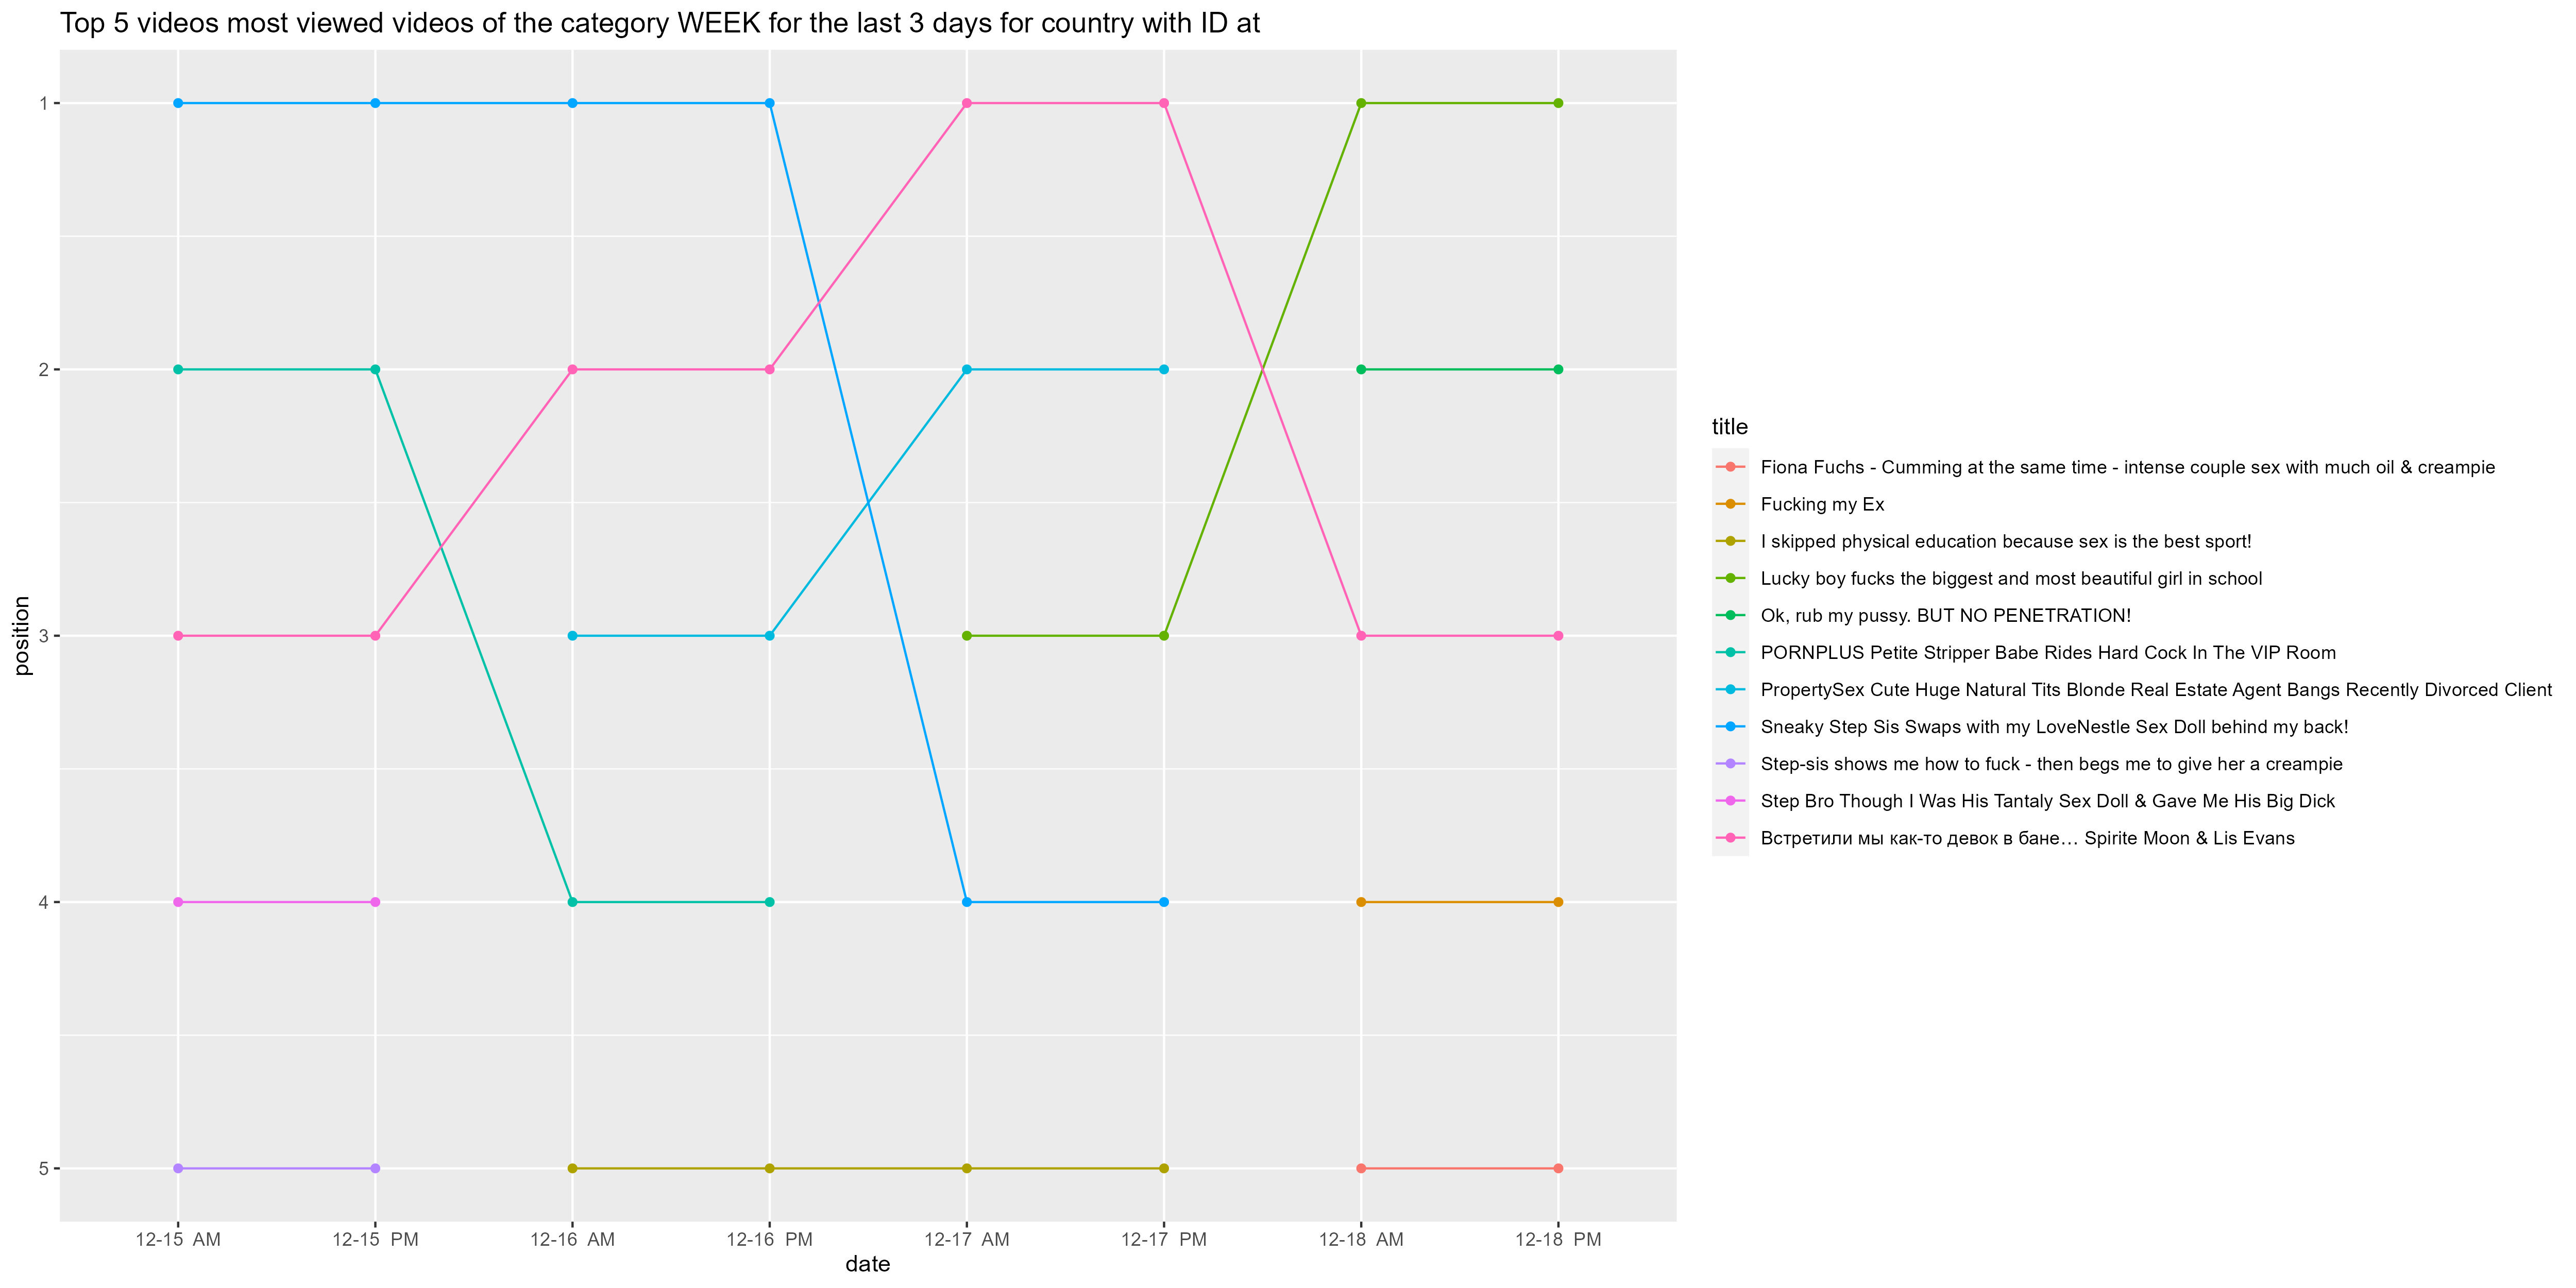 Top 5 videos most viewed videos of the category WEEK for the last 3 days for country with ID at
position
1
2
3
4
5
12-15 AM
12-15 PM
12-16 AM
12-16 PM
12-17 AM
12-17 PM
12-18 AM
12-18 PM
date
title
Fiona Fuchs - Cumming at the same time - intense couple sex with much oil & creampie
Fucking my Ex
I skipped physical education because sex is the best sport!
Lucky boy fucks the biggest and most beautiful girl in school
Ok, rub my pussy. BUT NO PENETRATION!
PORNPLUS Petite Stripper Babe Rides Hard Cock In The VIP Room
PropertySex Cute Huge Natural Tits Blonde Real Estate Agent Bangs Recently Divorced Client
Sneaky Step Sis Swaps with my LoveNestle Sex Doll behind my back!
Step-sis shows me how to fuck - then begs me to give her a creampie
Step Bro Though I Was His Tantaly Sex Doll & Gave Me His Big Dick
Встретили мы как-то девок в бане… Spirite Moon & Lis Evans